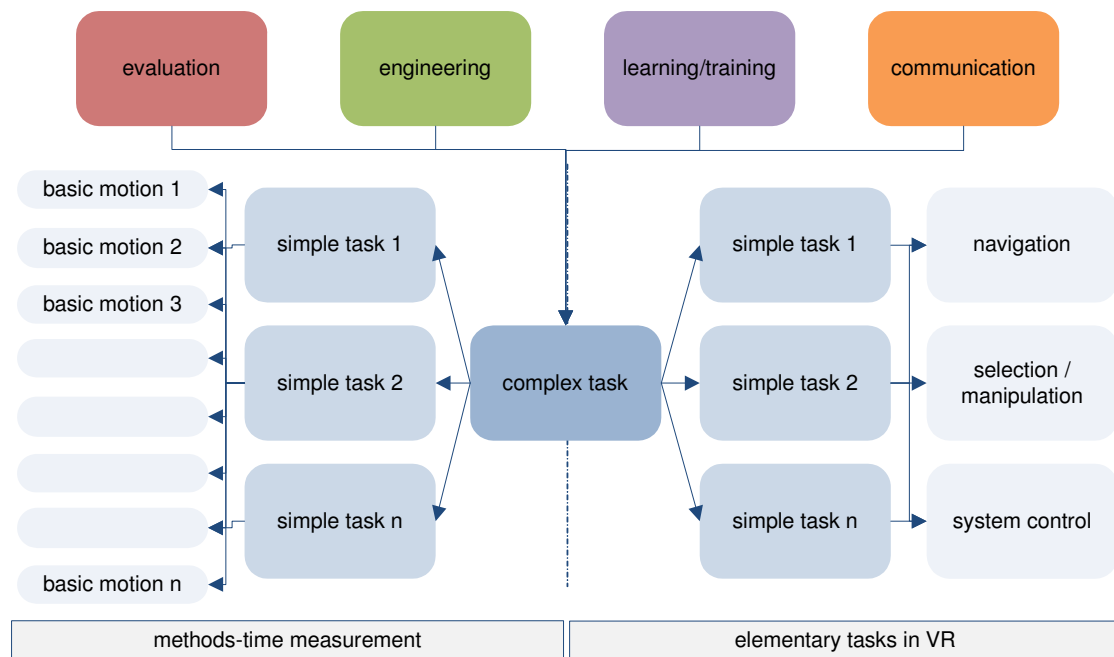 evaluation
engineering
learning/training
communication
basic motion 1
basic motion 2
basic motion 3
basic motion n
simple task 1
simple task 2
simple task n
complex task
simple task 1
simple task 2
simple task n
navigation
selection /
manipulation
system control
methods-time measurement
elementary tasks in VR